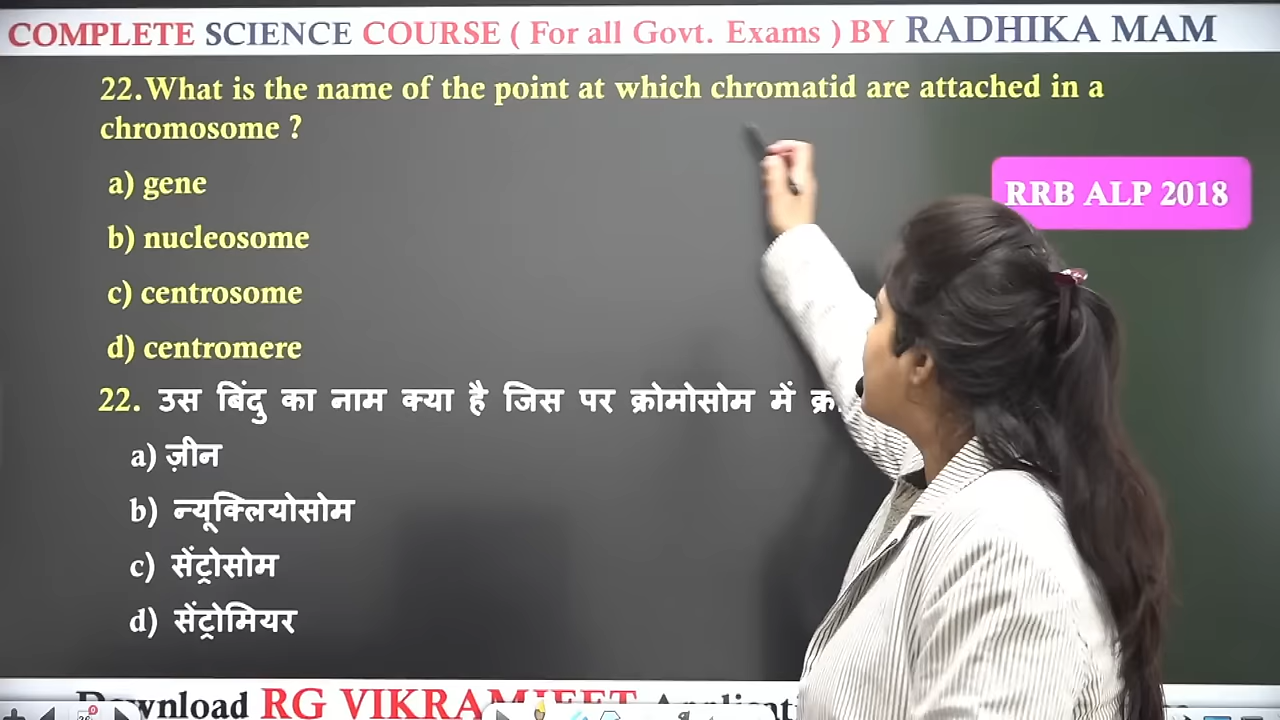 COMPLETE SCIENCE COURSE ( For all Govt. Exams ) BY RADHIKA MAM
22.What is the name of the point at which chromatid are attached in a
chromosome ?
RRB ALP 2018
a) gene
b) nucleosome
c) centrosome
d) centromere
22. उस बिंदु का नाम क्या है जिस पर क्रोमोसोम में
a) ज़ीन
b) न्यूक्लियोसोम
c) सेंट्रोसोम
d) सेंट्रोमियर
Download RG VIKRAMJEET